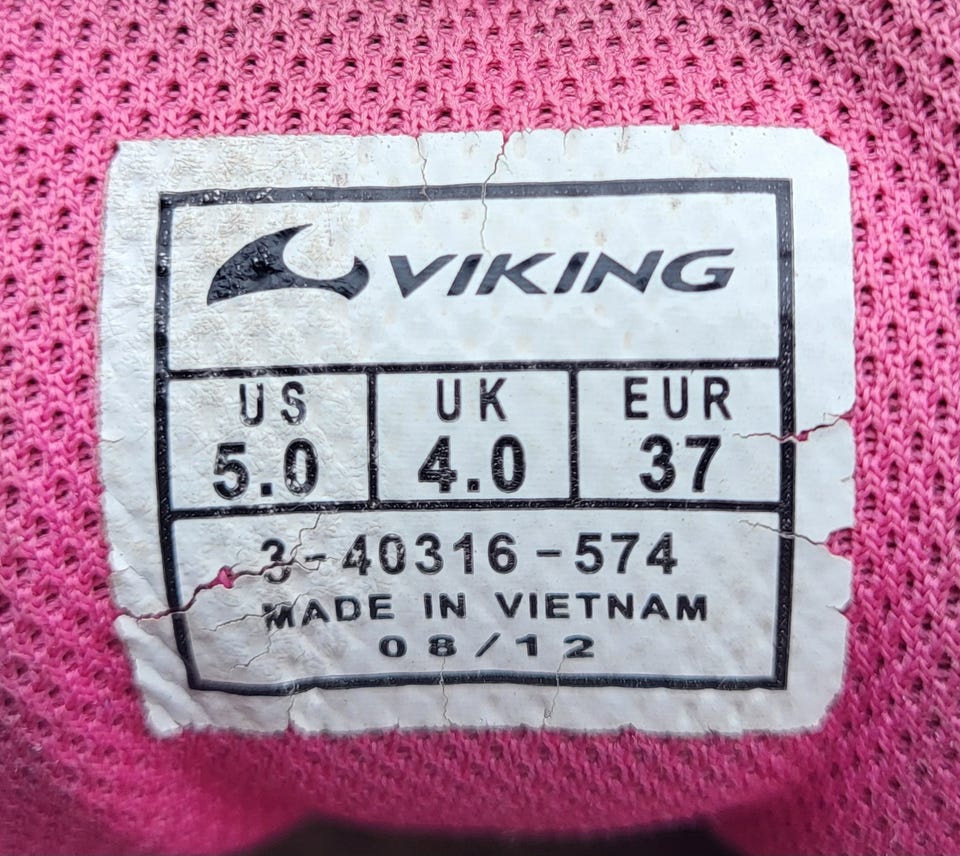 VIKING
US UK EUR
5.0 4.0 37
3-40316-574
MADE IN VIETNAM
08/12